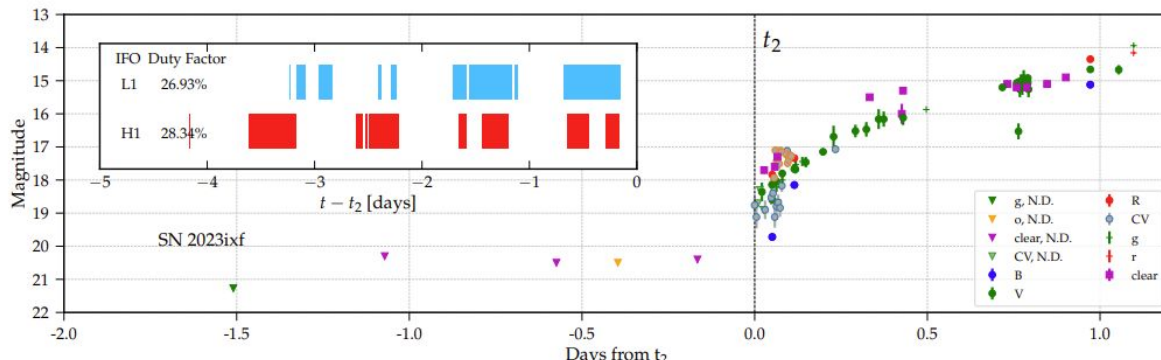 13
14
15
16
17
18
19
20
21
22
Magnitude
IFO Duty Factor
L1 26.93%
H1 28.34%
−5 −4 −3 −2 −1 0
t − t₂ [days]
t₂
SN 2023ixf
g, N.D.
o, N.D.
clear, N.D.
CV, N.D.
B
V
R
CV
g
r
clear
-2.0 -1.5 -1.0 -0.5 0.0 0.5 1.0
Days from t₂